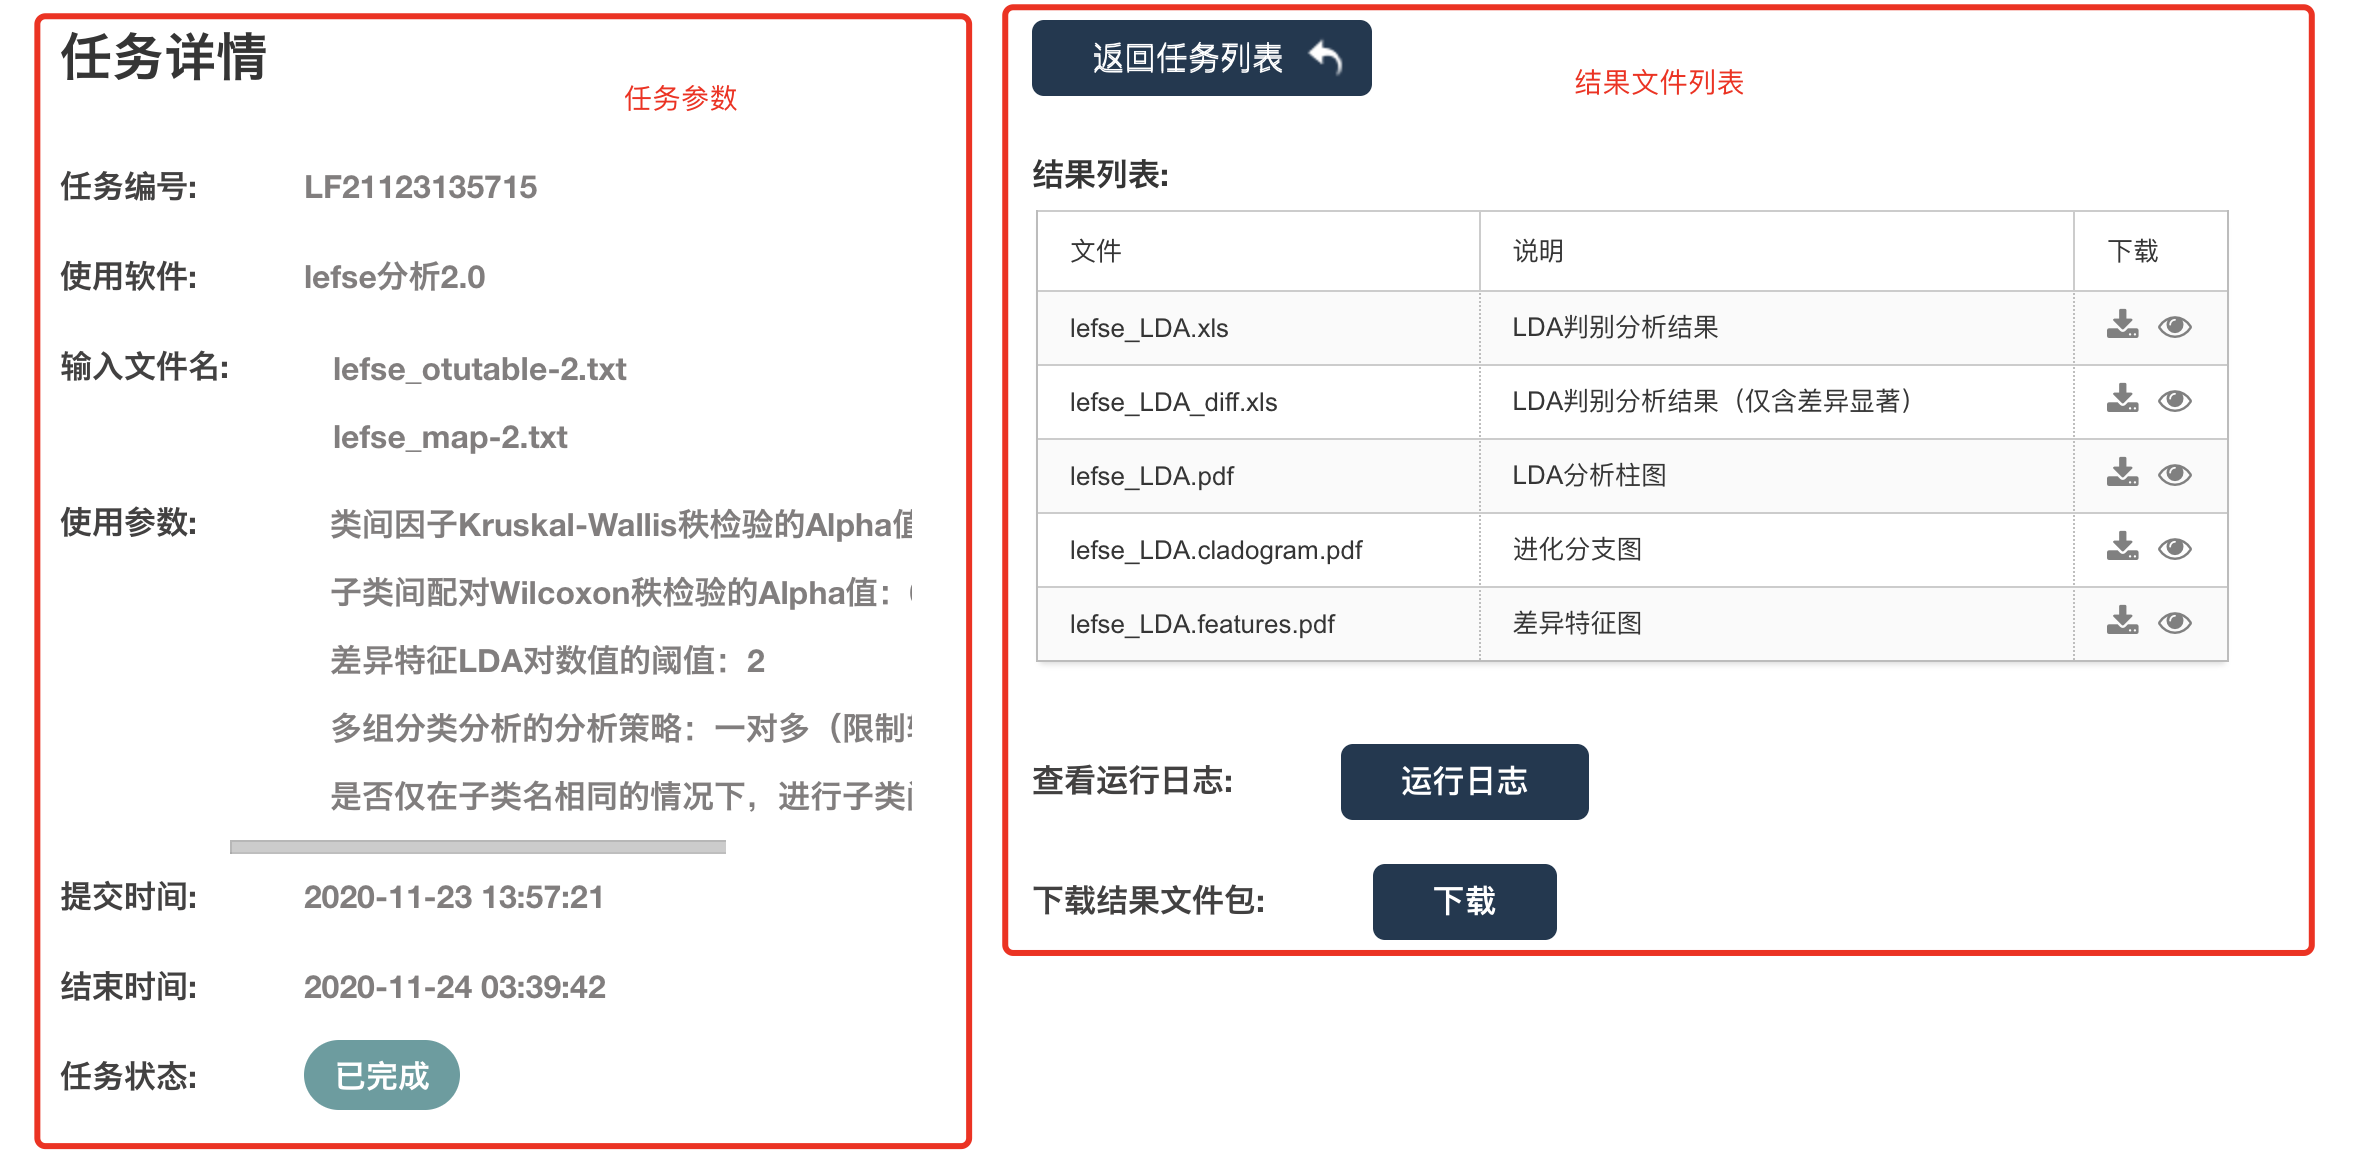 任务详情
任务参数
任务编号: LF21123135715
使用软件: lefse分析2.0
输入文件名: lefse_otutable-2.txt
lefse_map-2.txt
使用参数: 类间因子Kruskal-Wallis秩检验的Alpha值
子类间配对Wilcoxon秩检验的Alpha值：
差异特征LDA对数值的阈值：2
多组分类分析的分析策略：一对多（限制
是否仅在子类名相同的情况下，进行子类
提交时间: 2020-11-23 13:57:21
结束时间: 2020-11-24 03:39:42
任务状态: 已完成
返回任务列表
结果文件列表
结果列表:
文件 说明 下载
lefse_LDA.xls LDA判别分析结果
lefse_LDA_diff.xls LDA判别分析结果（仅含差异显著）
lefse_LDA.pdf LDA分析柱图
lefse_LDA.cladogram.pdf 进化分支图
lefse_LDA.features.pdf 差异特征图
查看运行日志: 运行日志
下载结果文件包: 下载